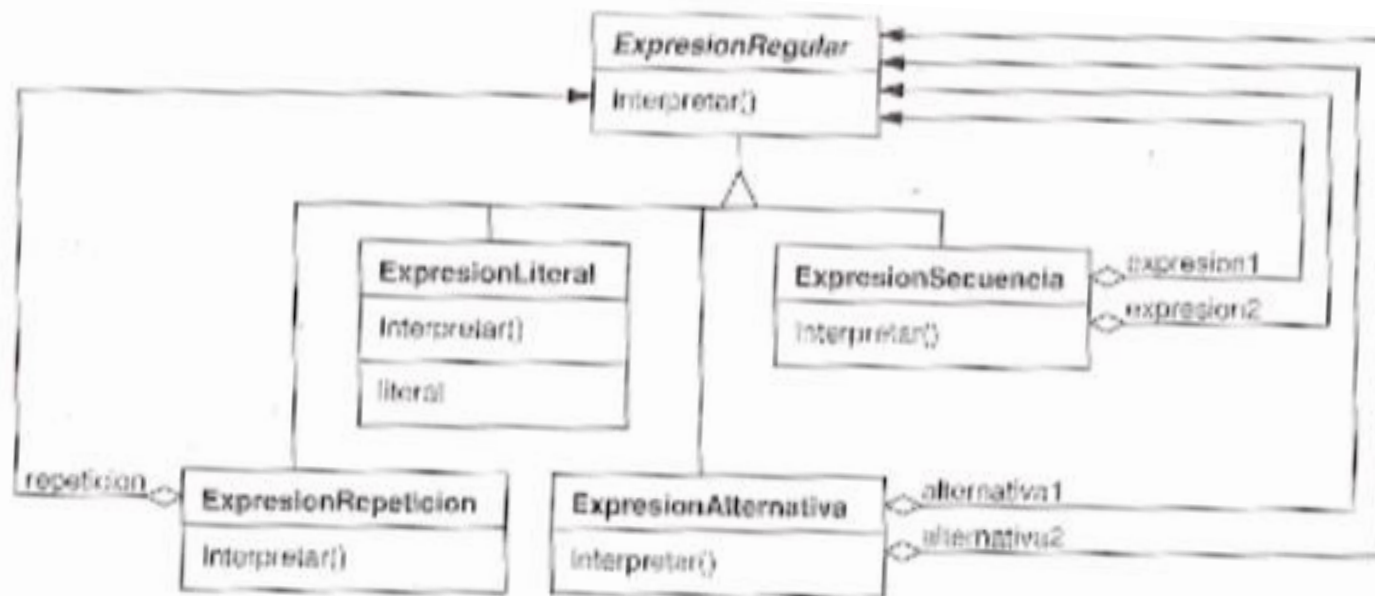 ExpresionRegular
Interpretar()
ExpresionLiteral
Interpretar()
literal
ExpresionSecuencia
Interpretar()
expresion1
expresion2
repeticion
ExpresionRepeticion
Interpretar()
ExpresionAlternativa
Interpretar()
alternativa1
alternativa2